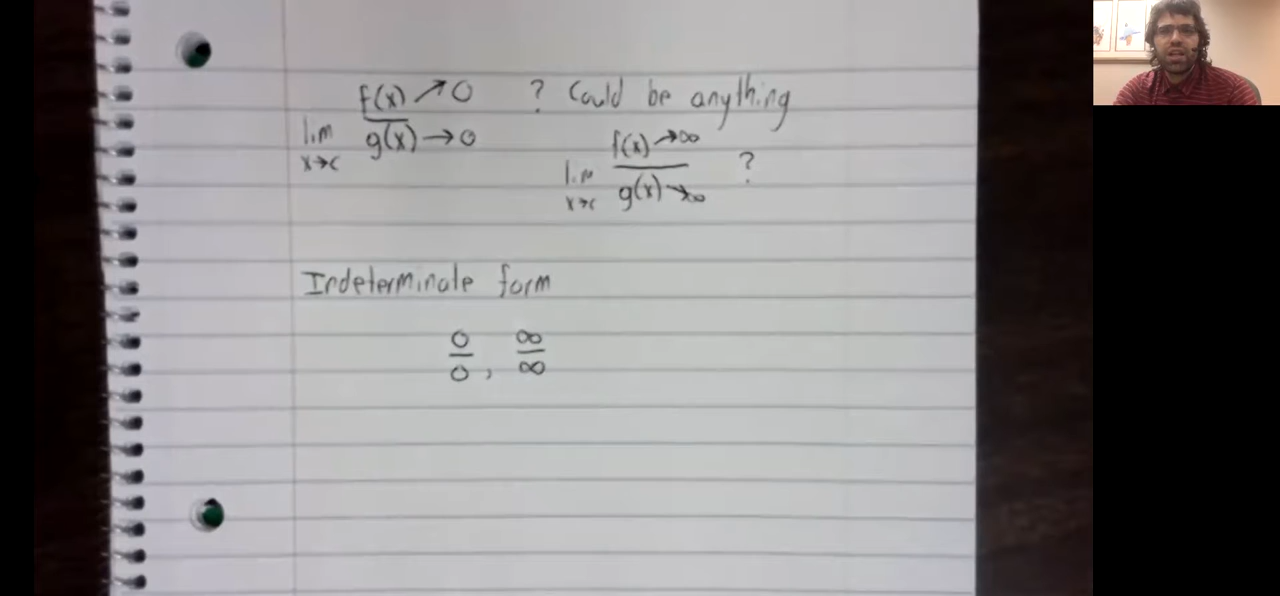 f(x) → 0 ? Could be anything
lim x→c g(x) → 0
f(x) → ∞
lim x→c g(x) → ∞ ?
Indeterminate form
0/0, ∞/∞